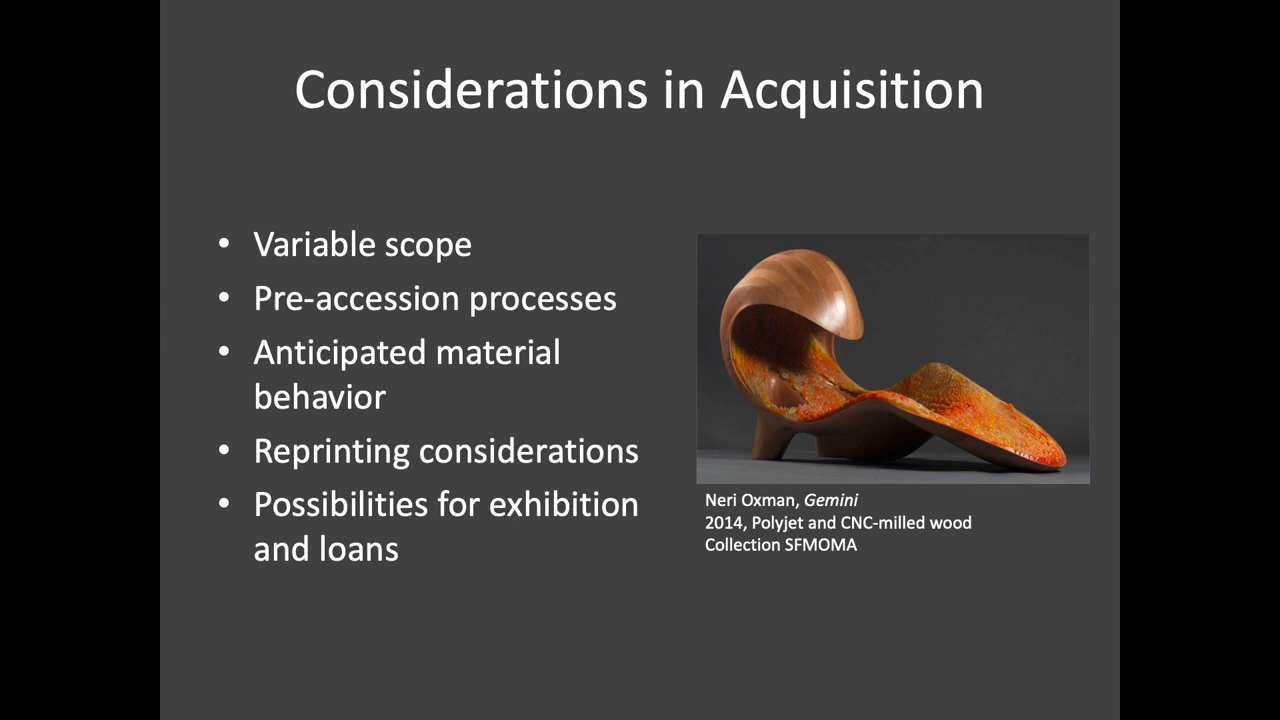 Considerations in Acquisition
• Variable scope
• Pre-accession processes
• Anticipated material
behavior
• Reprinting considerations
• Possibilities for exhibition
and loans
Neri Oxman, Gemini
2014, Polyjet and CNC-milled wood
Collection SFMOMA